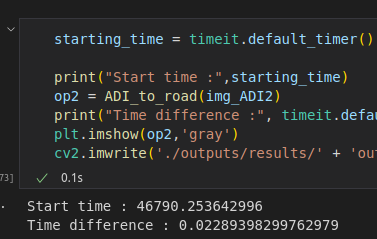 starting_time = timeit.default_timer()
print("Start time :",starting_time)
op2 = ADI_to_road(img_ADI2)
print("Time difference :", timeit.defau
plt.imshow(op2,'gray')
cv2.imwrite('./outputs/results/' + 'out
73]
0.1s
Start time : 46790.253642996
Time difference : 0.02289398299762979